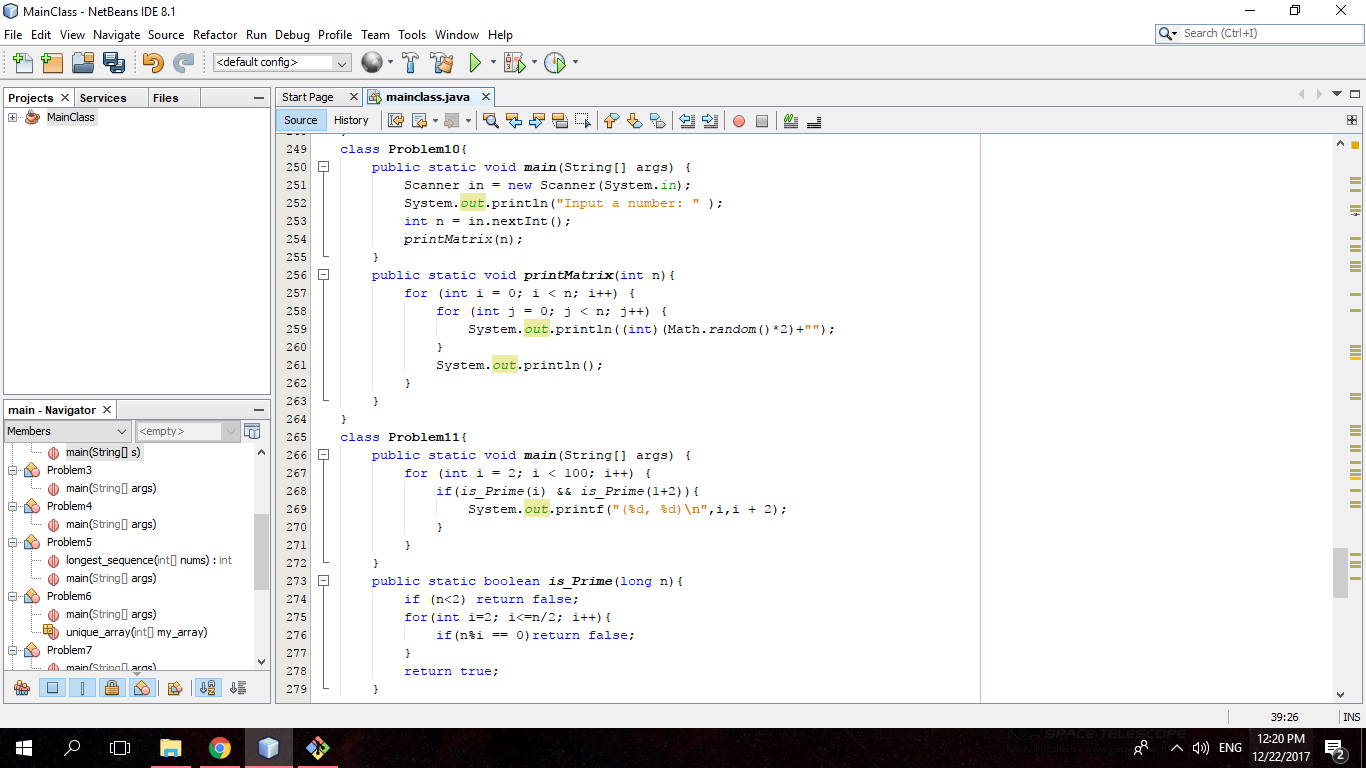 MainClass - NetBeans IDE 8.1
File Edit View Navigate Source Refactor Run Debug Profile Team Tools Window Help
Search (Ctrl+I)
<default config>
Projects Services Files
MainClass
Start Page mainclass.java
Source History
249 class Problem10{
250 public static void main(String[] args) {
251 Scanner in = new Scanner(System.in);
252 System.out.println("Input a number: " );
253 int n = in.nextInt();
254 printMatrix(n);
255 }
256 public static void printMatrix(int n){
257 for (int i = 0; i < n; i++) {
258 for (int j = 0; j < n; j++) {
259 System.out.println((int)(Math.random()*2)+"");
260 }
261 System.out.println();
262 }
263 }
264 }
265 class Problem11{
266 public static void main(String[] args) {
267 for (int i = 2; i < 100; i++) {
268 if(is_Prime(i) && is_Prime(1+2)){
269 System.out.printf("(%d, %d)\n",i,i + 2);
270 }
271 }
272 }
273 public static boolean is_Prime(long n){
274 if (n<2) return false;
275 for(int i=2; i<=n/2; i++){
276 if(n%i == 0)return false;
277 }
278 return true;
279 }
main - Navigator
Members <empty>
main(String[] s)
Problem3
main(String[] args)
Problem4
main(String[] args)
Problem5
longest_sequence(int[] nums) : int
main(String[] args)
Problem6
main(String[] args)
unique_array(int[] my_array)
Problem7
main(String[] args)
39:26 INS
SPACE TELESCOPE
ENG
12:20 PM
12/22/2017
2